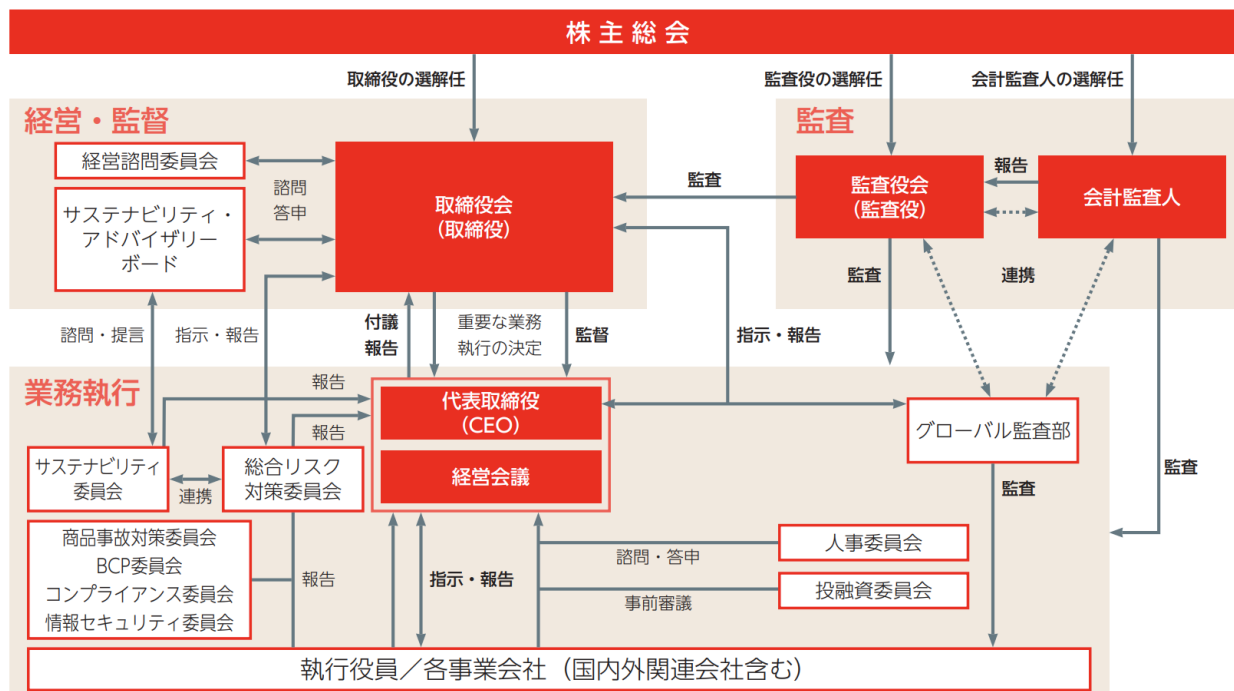 株主総会
取締役の選解任
監査役の選解任
会計監査人の選解任
経営・監督
監査
経営諮問委員会
諮問
答申
サステナビリティ・
アドバイザリー
ボード
取締役会
(取締役)
監査
監査役会
(監査役)
報告
会計監査人
監査
連携
諮問・提言
指示・報告
付議
報告
重要な業務
執行の決定
監督
指示・報告
業務執行
報告
報告
代表取締役
(CEO)
経営会議
グローバル監査部
サステナビリティ
委員会
連携
総合リスク
対策委員会
監査
監査
商品事故対策委員会
BCP委員会
コンプライアンス委員会
情報セキュリティ委員会
報告
指示・報告
諮問・答申
人事委員会
事前審議
投融資委員会
執行役員／各事業会社（国内外関連会社含む）